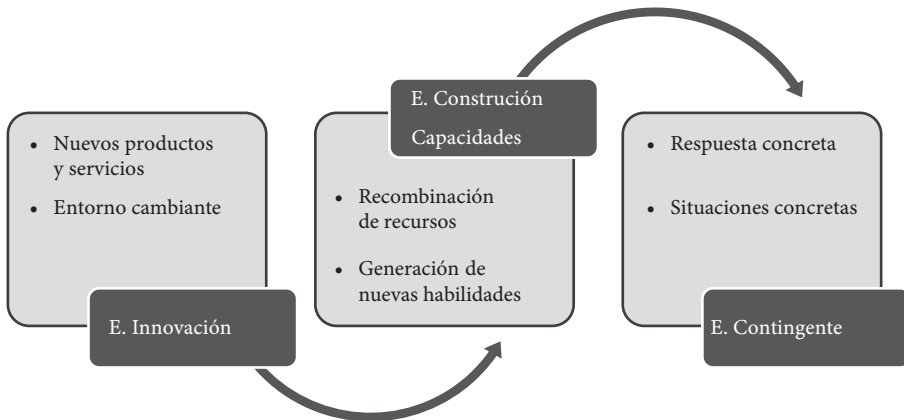 • Nuevos productos
y servicios
• Entorno cambiante
E. Innovación
E. Construción
Capacidades
• Recombinación
de recursos
• Generación de
nuevas habilidades
• Respuesta concreta
• Situaciones concretas
E. Contingente